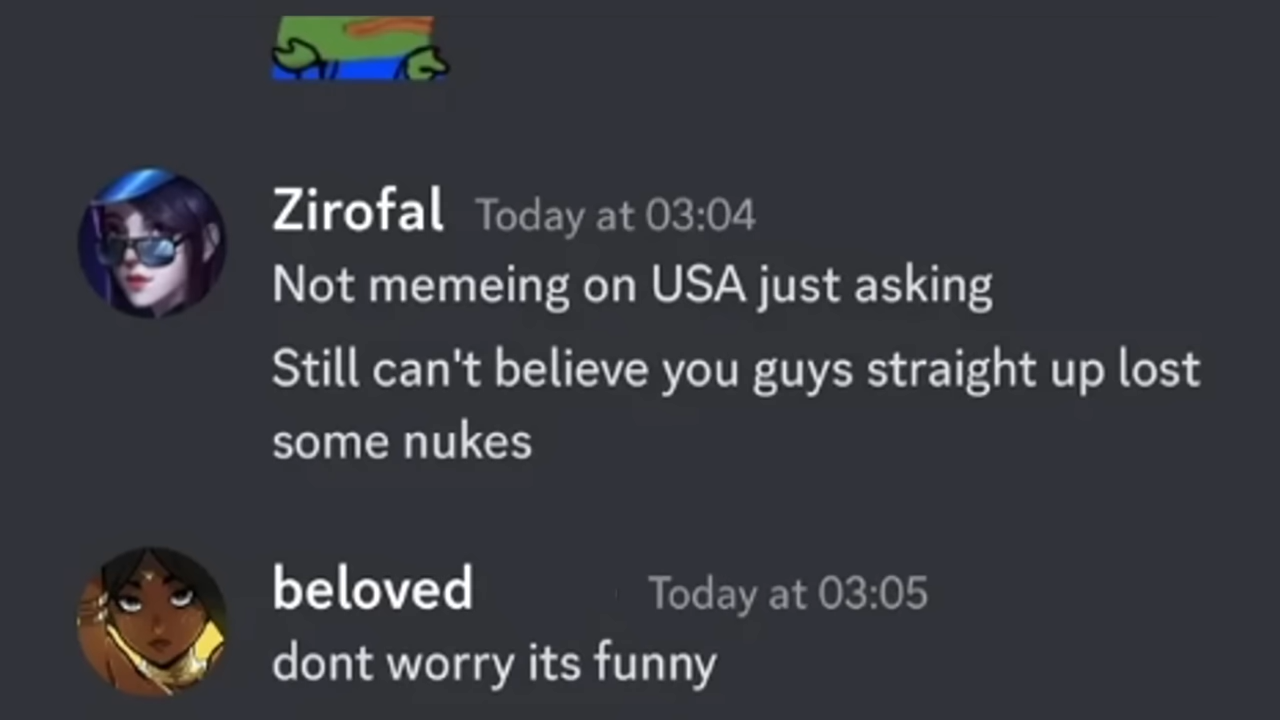 Zirofal Today at 03:04
Not memeing on USA just asking
Still can't believe you guys straight up lost
some nukes
beloved Today at 03:05
dont worry its funny